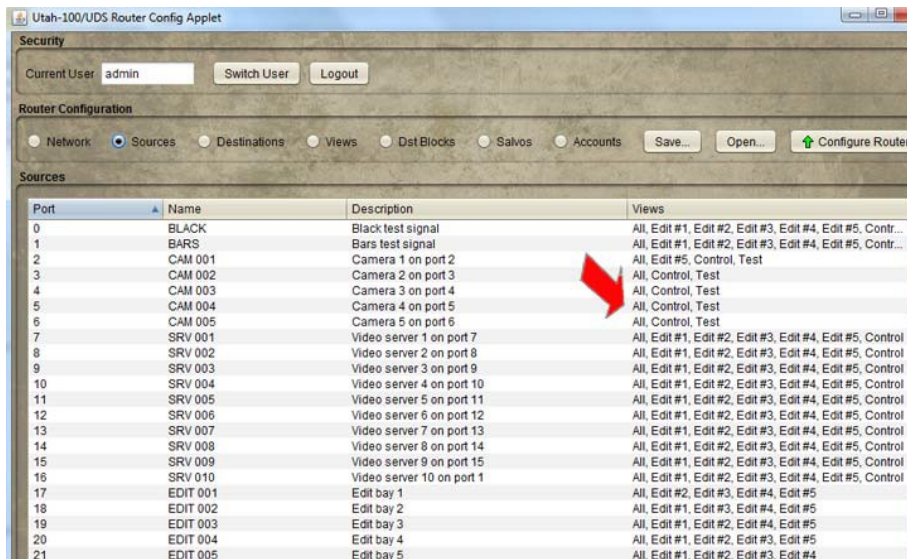 Utah-100/UDS Router Config Applet
Security
Current User admin Switch User Logout
Router Configuration
Network Sources Destinations Views Dst Blocks Salvos Accounts Save... Open... Configure Router
Sources
Port Name Description Views
0 BLACK Black test signal All, Edit #1, Edit #2, Edit #3, Edit #4, Edit #5, Contr...
1 BARS Bars test signal All, Edit #1, Edit #2, Edit #3, Edit #4, Edit #5, Contr...
2 CAM 001 Camera 1 on port 2 All, Edit #5, Control, Test
3 CAM 002 Camera 2 on port 3 All, Control, Test
4 CAM 003 Camera 3 on port 4 All, Control, Test
5 CAM 004 Camera 4 on port 5 All, Control, Test
6 CAM 005 Camera 5 on port 6 All, Control, Test
7 SRV 001 Video server 1 on port 7 All, Edit #1, Edit #2, Edit #3, Edit #4, Edit #5, Control
8 SRV 002 Video server 2 on port 8 All, Edit #1, Edit #2, Edit #3, Edit #4, Edit #5, Control
9 SRV 003 Video server 3 on port 9 All, Edit #1, Edit #2, Edit #3, Edit #4, Edit #5, Control
10 SRV 004 Video server 4 on port 10 All, Edit #1, Edit #2, Edit #3, Edit #4, Edit #5, Control
11 SRV 005 Video server 5 on port 11 All, Edit #1, Edit #2, Edit #3, Edit #4, Edit #5, Control
12 SRV 006 Video server 6 on port 12 All, Edit #1, Edit #2, Edit #3, Edit #4, Edit #5, Control
13 SRV 007 Video server 7 on port 13 All, Edit #1, Edit #2, Edit #3, Edit #4, Edit #5, Control
14 SRV 008 Video server 8 on port 14 All, Edit #1, Edit #2, Edit #3, Edit #4, Edit #5, Control
15 SRV 009 Video server 9 on port 15 All, Edit #1, Edit #2, Edit #3, Edit #4, Edit #5, Control
16 SRV 010 Video server 10 on port 1 All, Edit #1, Edit #2, Edit #3, Edit #4, Edit #5, Control
17 EDIT 001 Edit bay 1 All, Edit #2, Edit #3, Edit #4, Edit #5
18 EDIT 002 Edit bay 2 All, Edit #1, Edit #3, Edit #4, Edit #5
19 EDIT 003 Edit bay 3 All, Edit #1, Edit #2, Edit #4, Edit #5
20 EDIT 004 Edit bay 4 All, Edit #1, Edit #2, Edit #3, Edit #5
21 EDIT 005 Edit bay 5 All, Edit #1, Edit #2, Edit #3, Edit #4